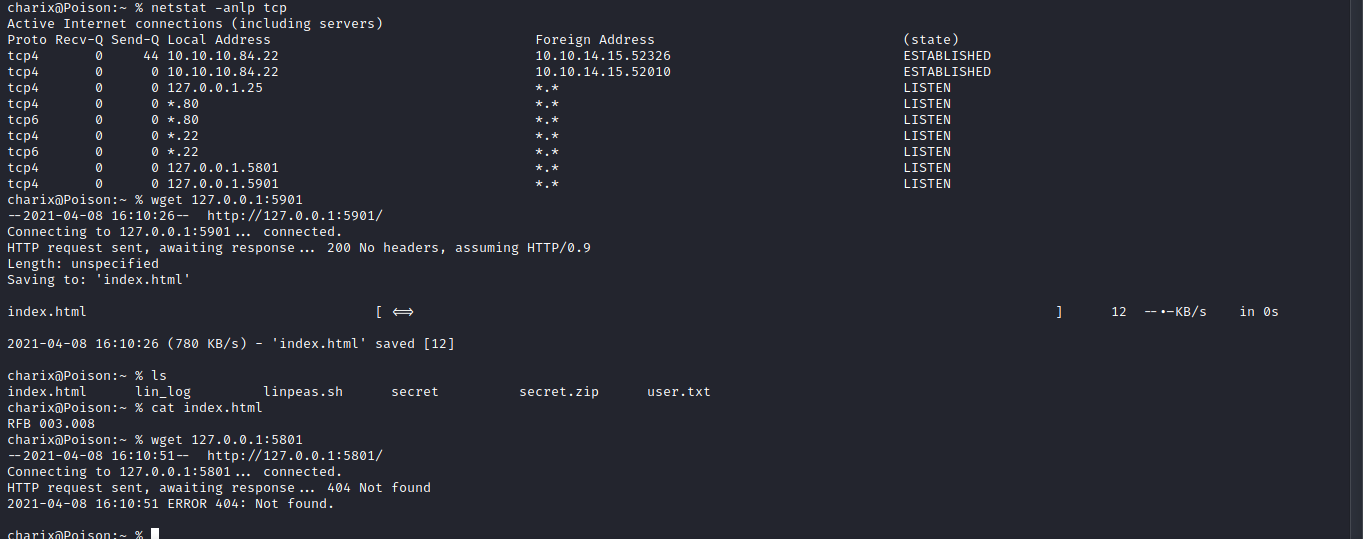 charix@Poison:~ % netstat -anlp tcp
Active Internet connections (including servers)
Proto Recv-Q Send-Q Local Address                                 Foreign Address                               (state)
tcp4       0     44 10.10.10.84.22                                10.10.14.15.52326                             ESTABLISHED
tcp4       0      0 10.10.10.84.22                                10.10.14.15.52010                             ESTABLISHED
tcp4       0      0 127.0.0.1.25                                  *.*                                           LISTEN
tcp4       0      0 *.80                                          *.*                                           LISTEN
tcp6       0      0 *.80                                          *.*                                           LISTEN
tcp4       0      0 *.22                                          *.*                                           LISTEN
tcp6       0      0 *.22                                          *.*                                           LISTEN
tcp4       0      0 127.0.0.1.5801                                *.*                                           LISTEN
tcp4       0      0 127.0.0.1.5901                                *.*                                           LISTEN
charix@Poison:~ % wget 127.0.0.1:5901
--2021-04-08 16:10:26--  http://127.0.0.1:5901/
Connecting to 127.0.0.1:5901... connected.
HTTP request sent, awaiting response... 200 No headers, assuming HTTP/0.9
Length: unspecified
Saving to: 'index.html'
index.html                                    [ <=>                                                                                 ]      12  --.-KB/s    in 0s
2021-04-08 16:10:26 (780 KB/s) - 'index.html' saved [12]
charix@Poison:~ % ls
index.html      lin_log         linpeas.sh      secret          secret.zip      user.txt
charix@Poison:~ % cat index.html
RFB 003.008
charix@Poison:~ % wget 127.0.0.1:5801
--2021-04-08 16:10:51--  http://127.0.0.1:5801/
Connecting to 127.0.0.1:5801... connected.
HTTP request sent, awaiting response... 404 Not found
2021-04-08 16:10:51 ERROR 404: Not found.
charix@Poison:~ %